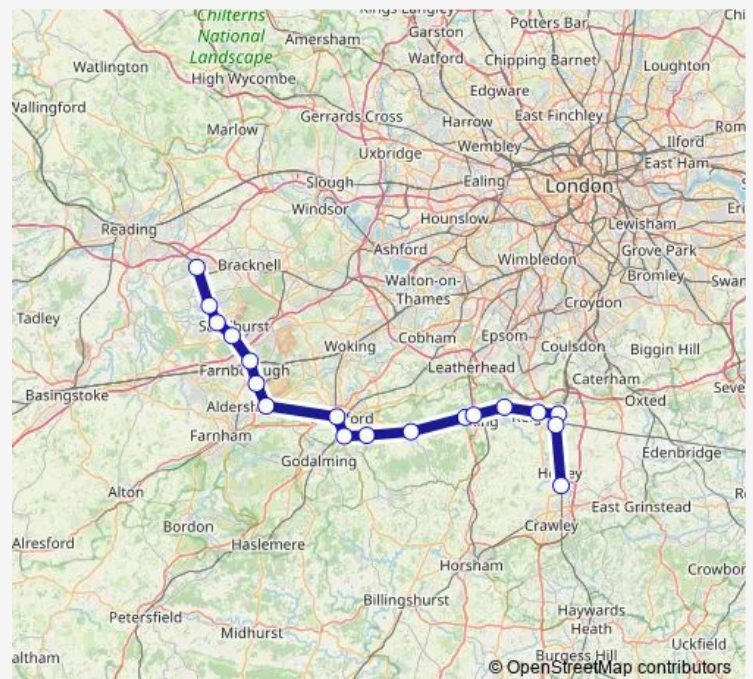 Chilterns
National
Landscape
Kings Langley
Potters Bar
Amersham
Garston
Watford
Chipping Barnet
Loughton
Watlington
High Wycombe
Edgware
Wallingford
Gerrards Cross
East Finchley
Marlow
Harrow
Ilford
Wembley
East Ham
Uxbridge
Slough
Ealing
London
Windsor
Hounslow
Lewisham
Reading
Ashford
Wimbledon
Grove Park
Bromley
Bracknell
Walton-on-
Thames
Croydon
Tadley
Cobham
Epsom
Coulsdon
Biggin Hill
Woking
Leatherhead
Caterham
Oxted
Basingstoke
Farnham
Godalming
Edenbridge
Alton
East Grinstead
Bordon
Crawley
Alresford
Haslemere
Horsham
Billingshurst
Haywards
Heath
Petersfield
Midhurst
Uckfield
Burgess Hill
© OpenStreetMap contributors